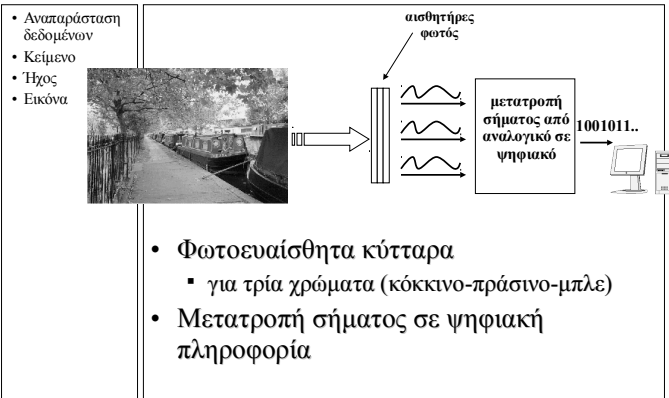 • Αναπαράσταση
δεδομένων
• Κείμενο
• Ήχος
• Εικόνα
αισθητήρες
φωτός
μετατροπή
σήματος από
αναλογικό σε
ψηφιακό
1001011..
• Φωτοευαίσθητα κύτταρα
▪ για τρία χρώματα (κόκκινο-πράσινο-μπλε)
• Μετατροπή σήματος σε ψηφιακή
πληροφορία